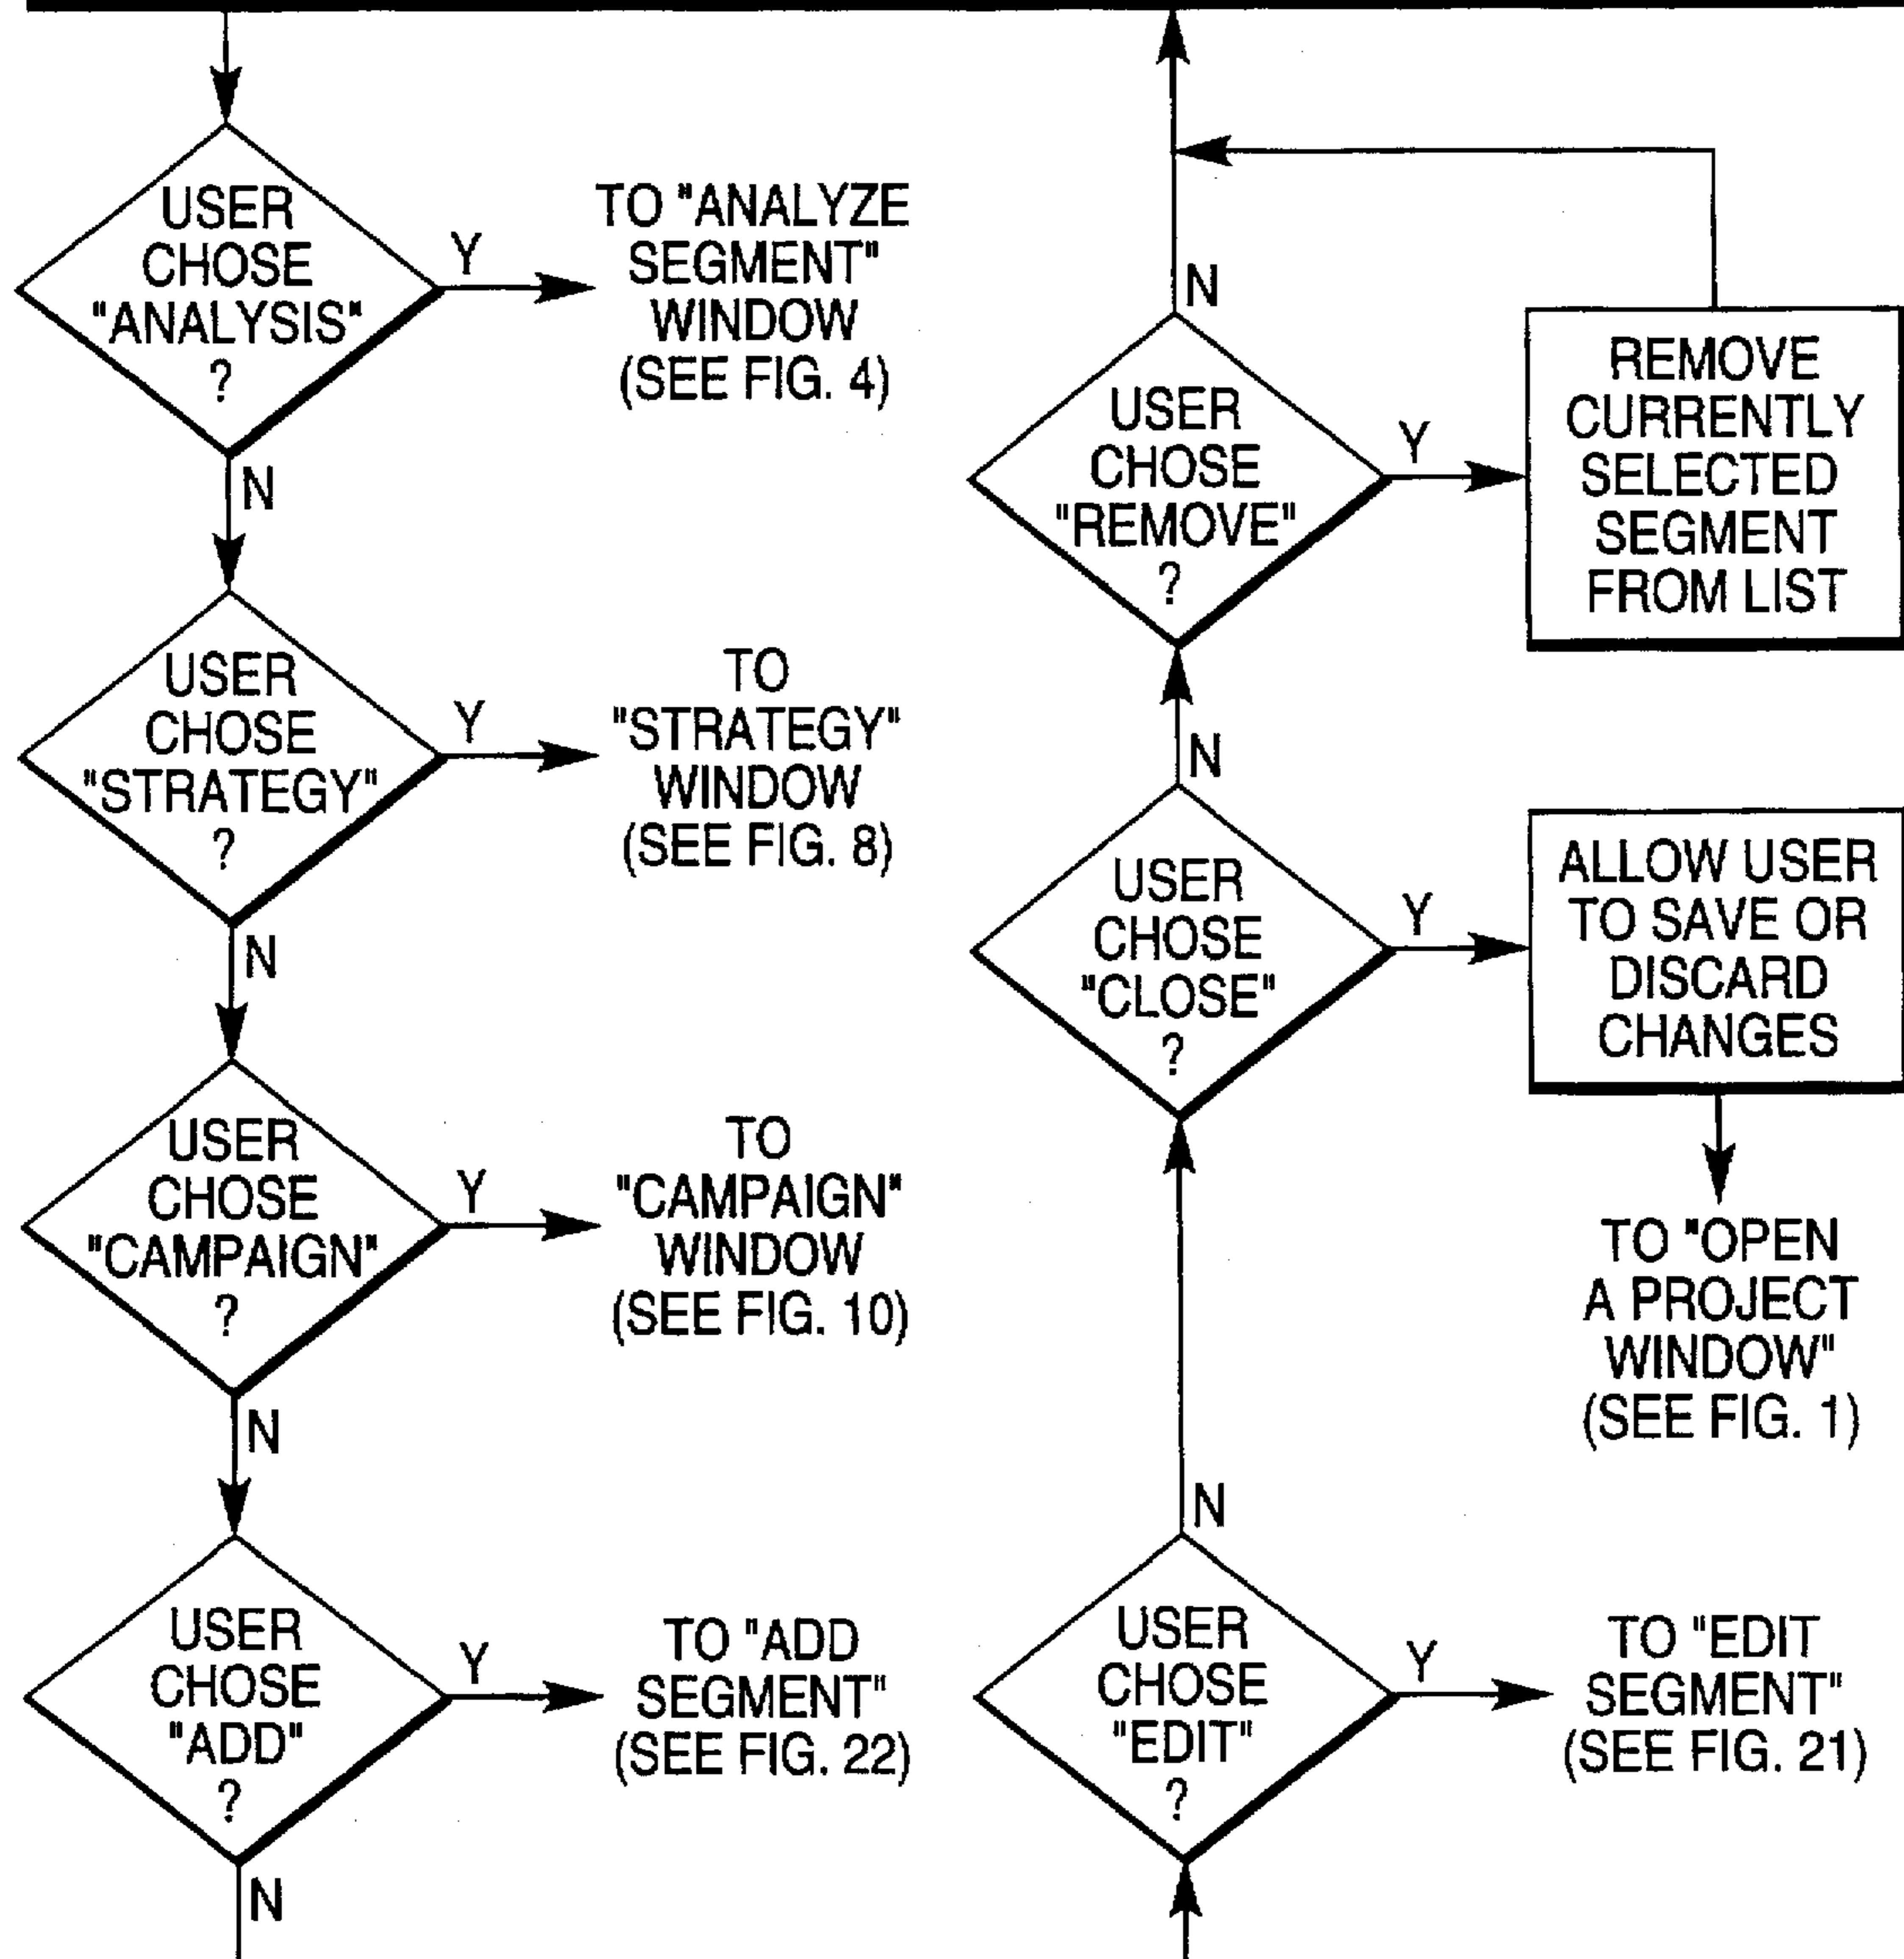 USER
CHOSE
"ANALYSIS"
?
Y
TO "ANALYZE
SEGMENT"
WINDOW
(SEE FIG. 4)
N
USER
CHOSE
"STRATEGY"
?
Y
TO
"STRATEGY"
WINDOW
(SEE FIG. 8)
N
USER
CHOSE
"CAMPAIGN"
?
Y
TO
"CAMPAIGN"
WINDOW
(SEE FIG. 10)
N
USER
CHOSE
"ADD"
?
Y
TO "ADD
SEGMENT"
(SEE FIG. 22)
N
N
USER
CHOSE
"REMOVE"
?
Y
REMOVE
CURRENTLY
SELECTED
SEGMENT
FROM LIST
N
USER
CHOSE
"CLOSE"
?
Y
ALLOW USER
TO SAVE OR
DISCARD
CHANGES
TO "OPEN
A PROJECT
WINDOW"
(SEE FIG. 1)
N
USER
CHOSE
"EDIT"
?
Y
TO "EDIT
SEGMENT"
(SEE FIG. 21)